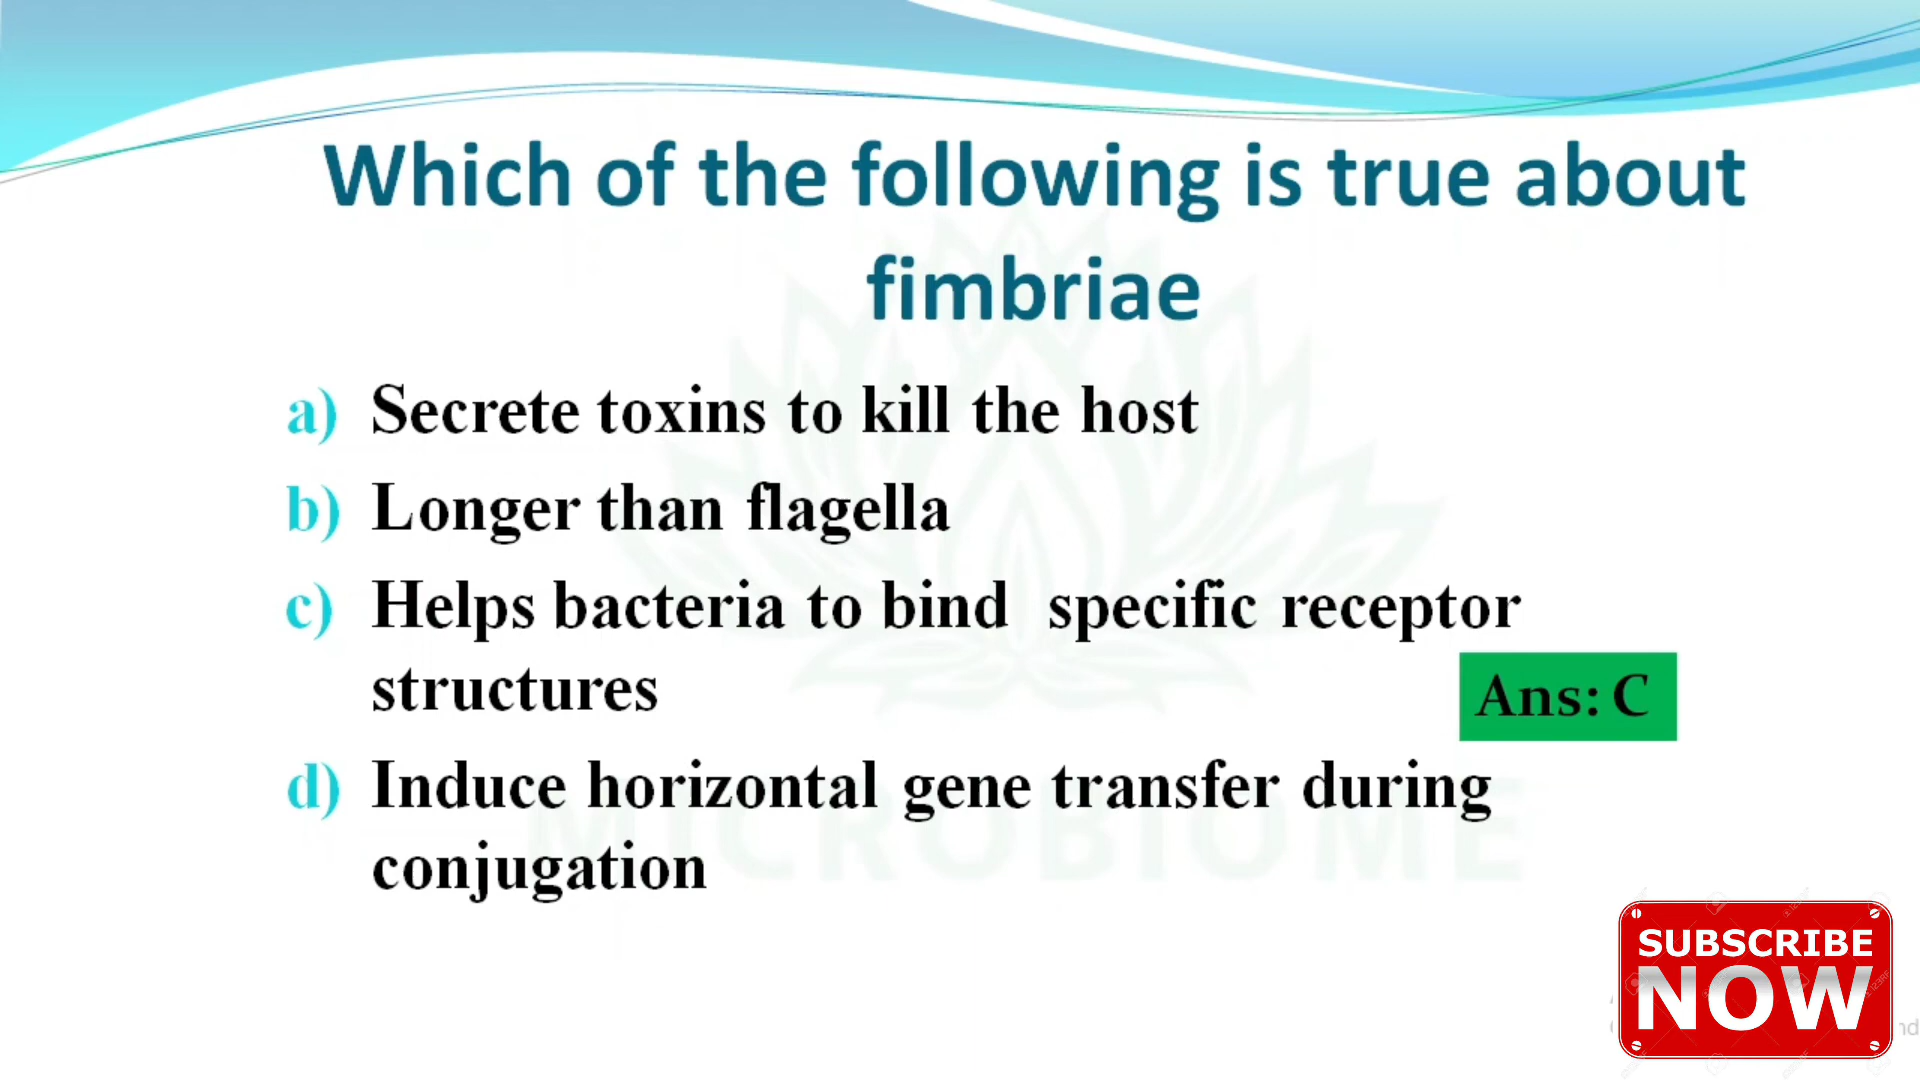 Which of the following is true about
fimbriae
a) Secrete toxins to kill the host
b) Longer than flagella
c) Helps bacteria to bind specific receptor
structures
Ans: C
d) Induce horizontal gene transfer during
conjugation
MICROBIOME
SUBSCRIBE
NOW